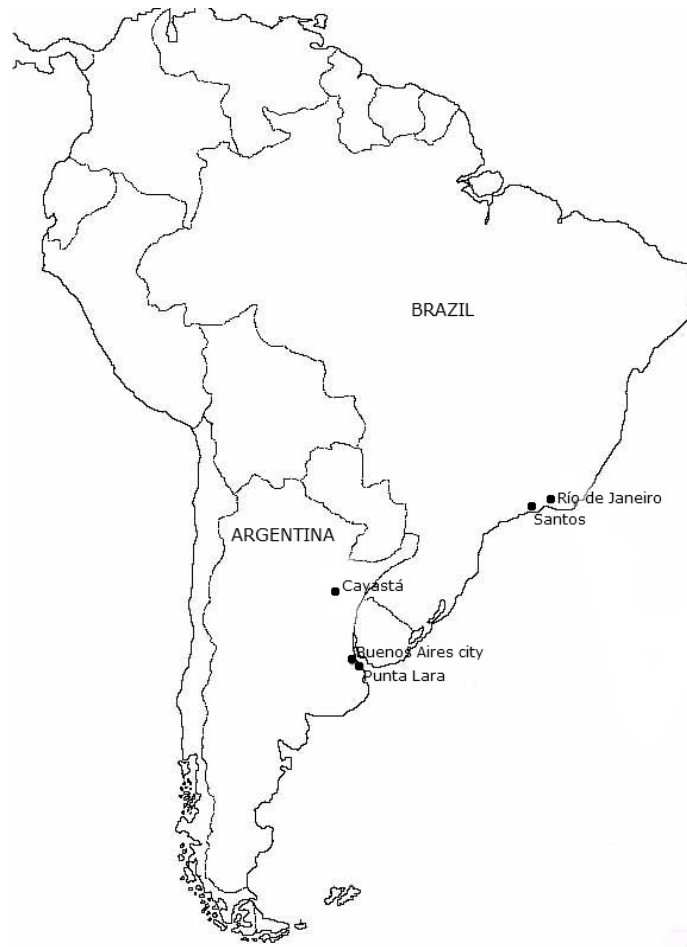 BRAZIL
Río de Janeiro
Santos
ARGENTINA
Cayastá
Buenos Aires city
Punta Lara